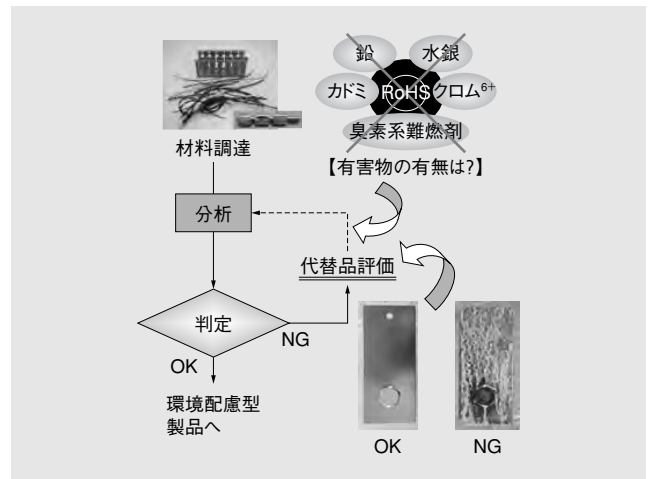 鉛
水銀
カドミ
RoHS
クロム⁶⁺
臭素系難燃剤
材料調達
【有害物の有無は?】
分析
代替品評価
判定
NG
OK
環境配慮型
製品へ
OK
NG